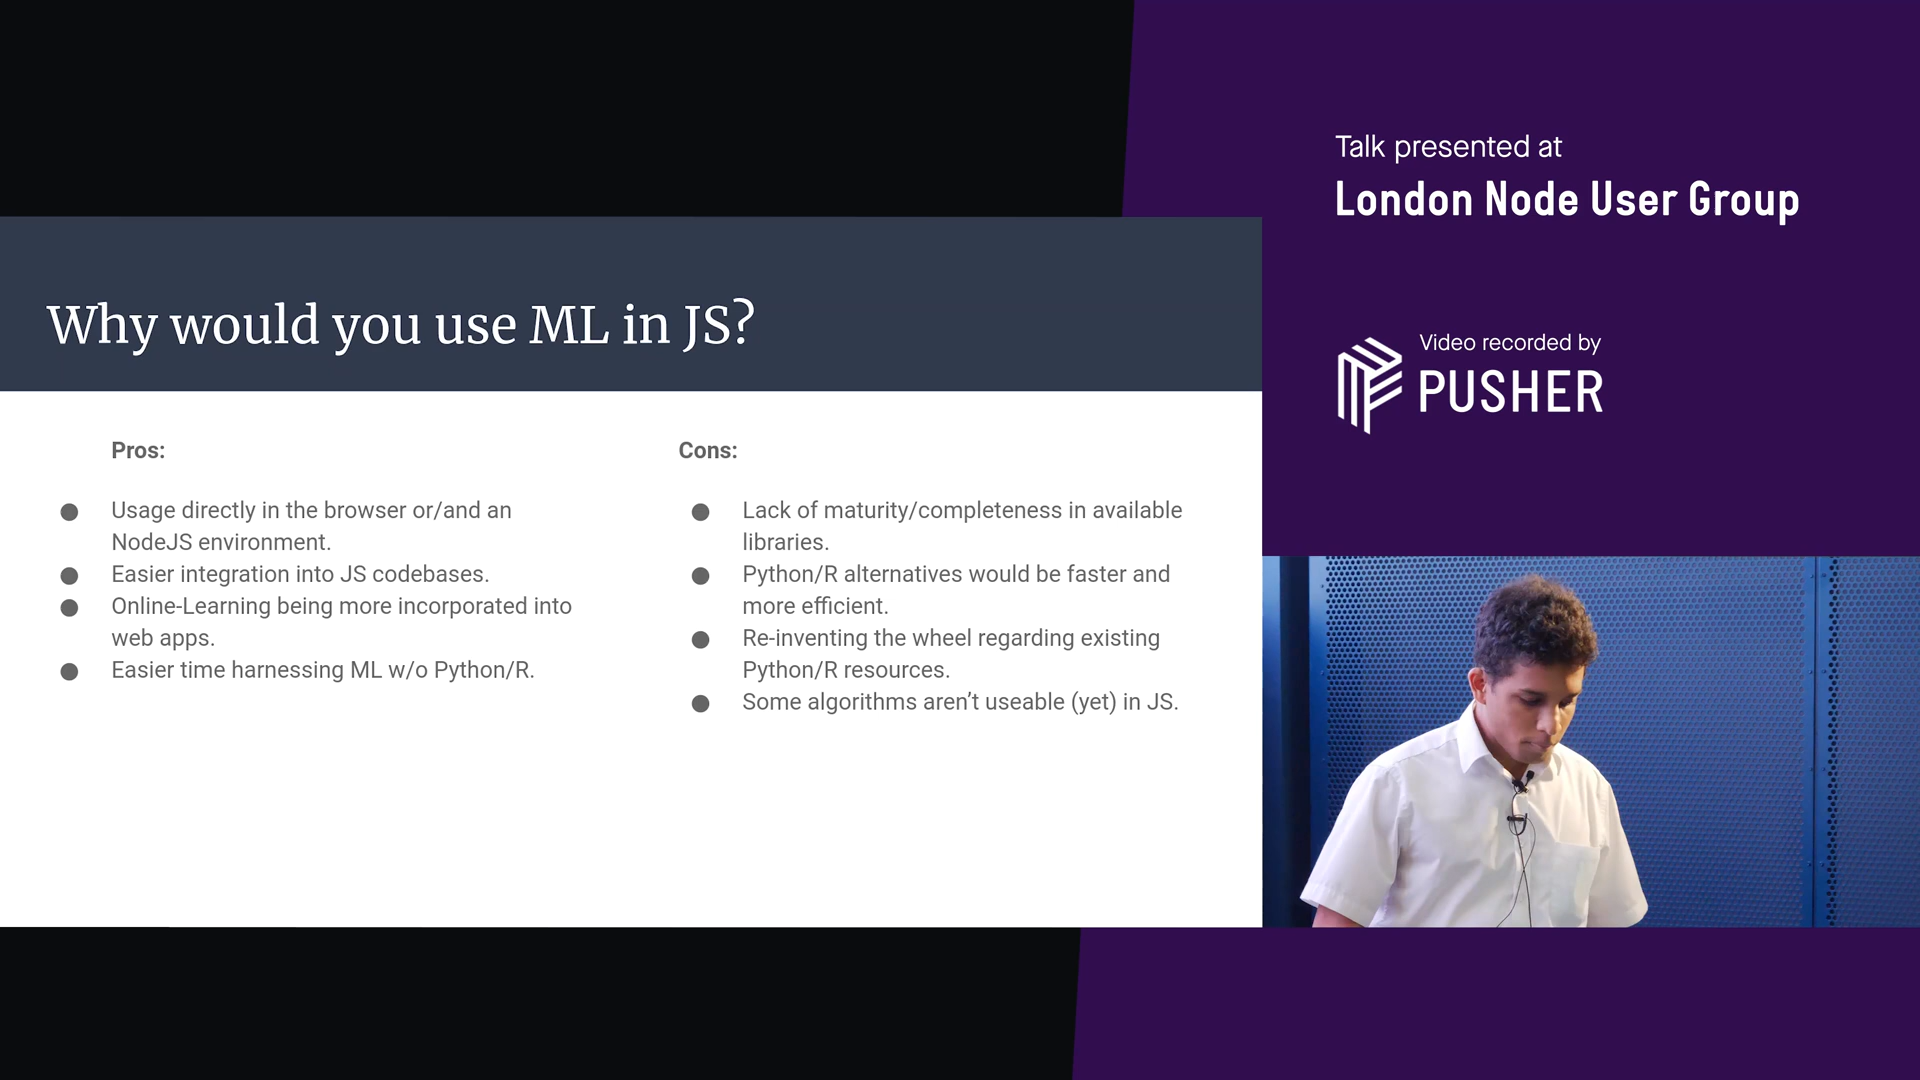 Talk presented at
London Node User Group
Video recorded by
PUSHER
Why would you use ML in JS?
Pros:
Usage directly in the browser or/and an
NodeJS environment.
Easier integration into JS codebases.
Online-Learning being more incorporated into
web apps.
Easier time harnessing ML w/o Python/R.
Cons:
Lack of maturity/completeness in available
libraries.
Python/R alternatives would be faster and
more efficient.
Re-inventing the wheel regarding existing
Python/R resources.
Some algorithms aren’t useable (yet) in JS.